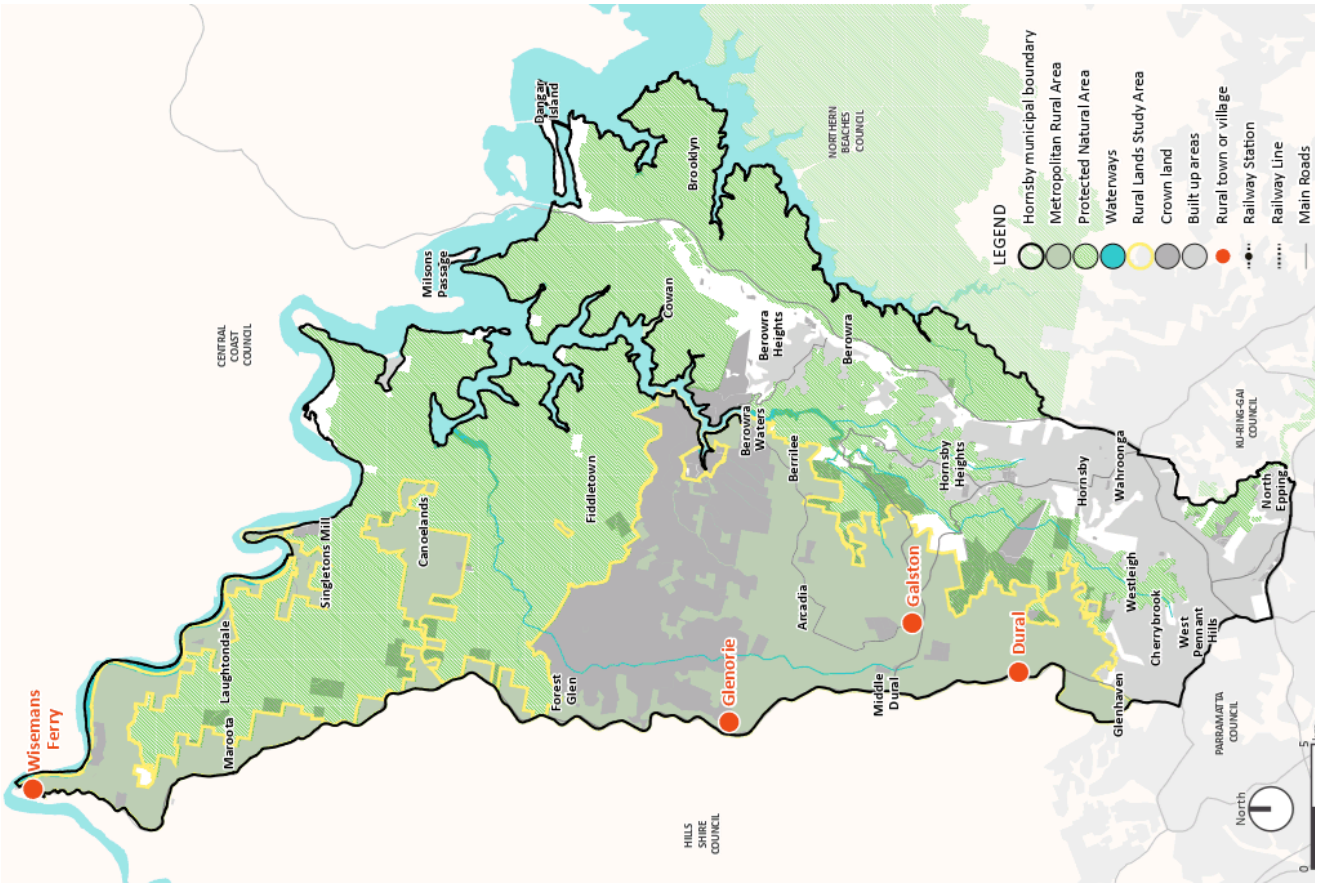 Wisemans
Ferry
Maroota
Laughtondale
Singletons Mill
Canoelands
CENTRAL
COAST
COUNCIL
Milsons
Passage
Dangar
Island
Fiddletown
Forest
Glen
Cowan
Brooklyn
HILLS
SHIRE
COUNCIL
Glenorie
Berowra
Waters
Berowra
Heights
Berrilee
Arcadia
Berowra
NORTHERN
BEACHES
COUNCIL
Middle
Dural
Galston
Hornsby
Heights
Dural
Hornsby
Wahroonga
Glenhaven
Westleigh
Cherrybrook
West
Pennant
Hills
KU-RING-GAI
COUNCIL
North
Epping
PARRAMATTA
COUNCIL
LEGEND
Hornsby municipal boundary
Metropolitan Rural Area
Protected Natural Area
Waterways
Rural Lands Study Area
Crown land
Built up areas
Rural town or village
Railway Station
Railway Line
Main Roads
North
0
5